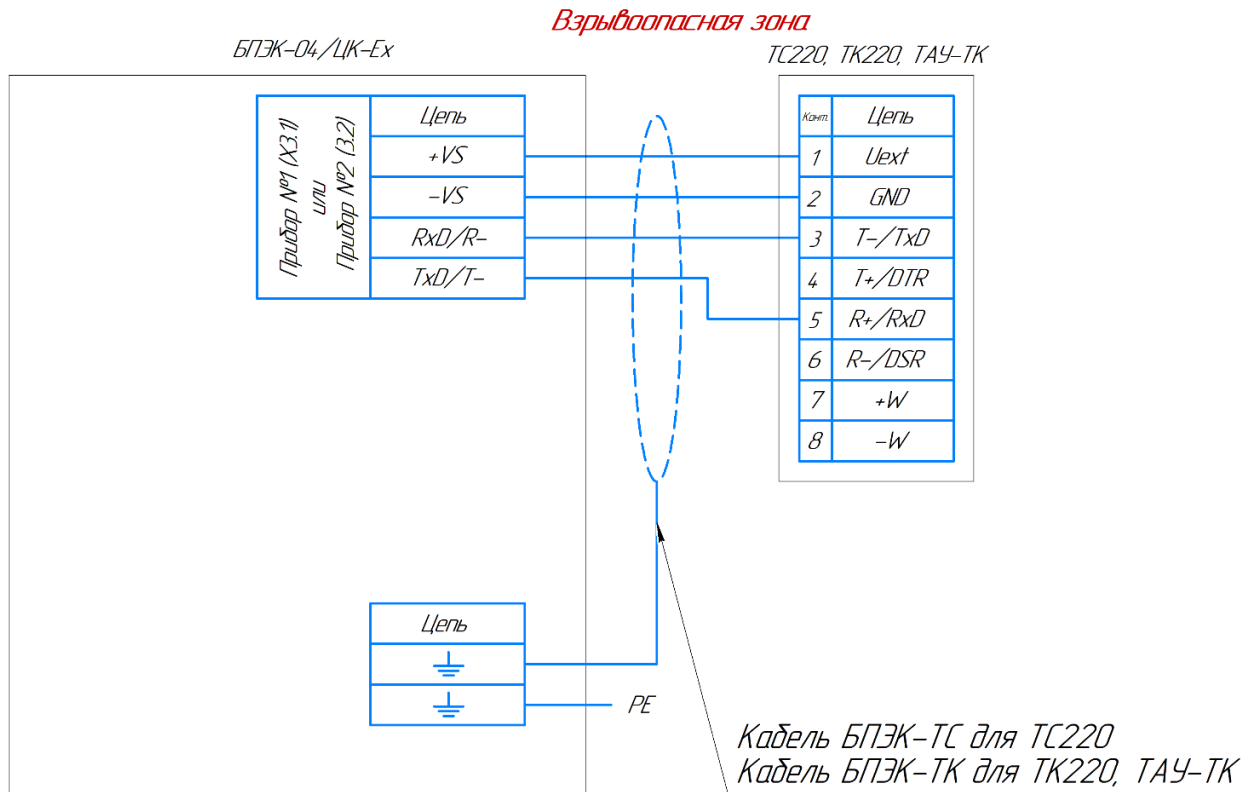 Взрывоопасная зона
БПЭК-04/ЦК-Ех
ТС220, ТК220, ТАУ-ТК
Прибор №1 (Х3.1)
или
Прибор №2 (3.2)
Цепь
+VS
-VS
RxD/R-
TxD/T-
Конт.
Цепь
1
Uext
2
GND
3
T-/TxD
4
T+/DTR
5
R+/RxD
6
R-/DSR
7
+W
8
-W
Цепь
PE
Кабель БПЭК-ТС для ТС220
Кабель БПЭК-ТК для ТК220, ТАУ-ТК